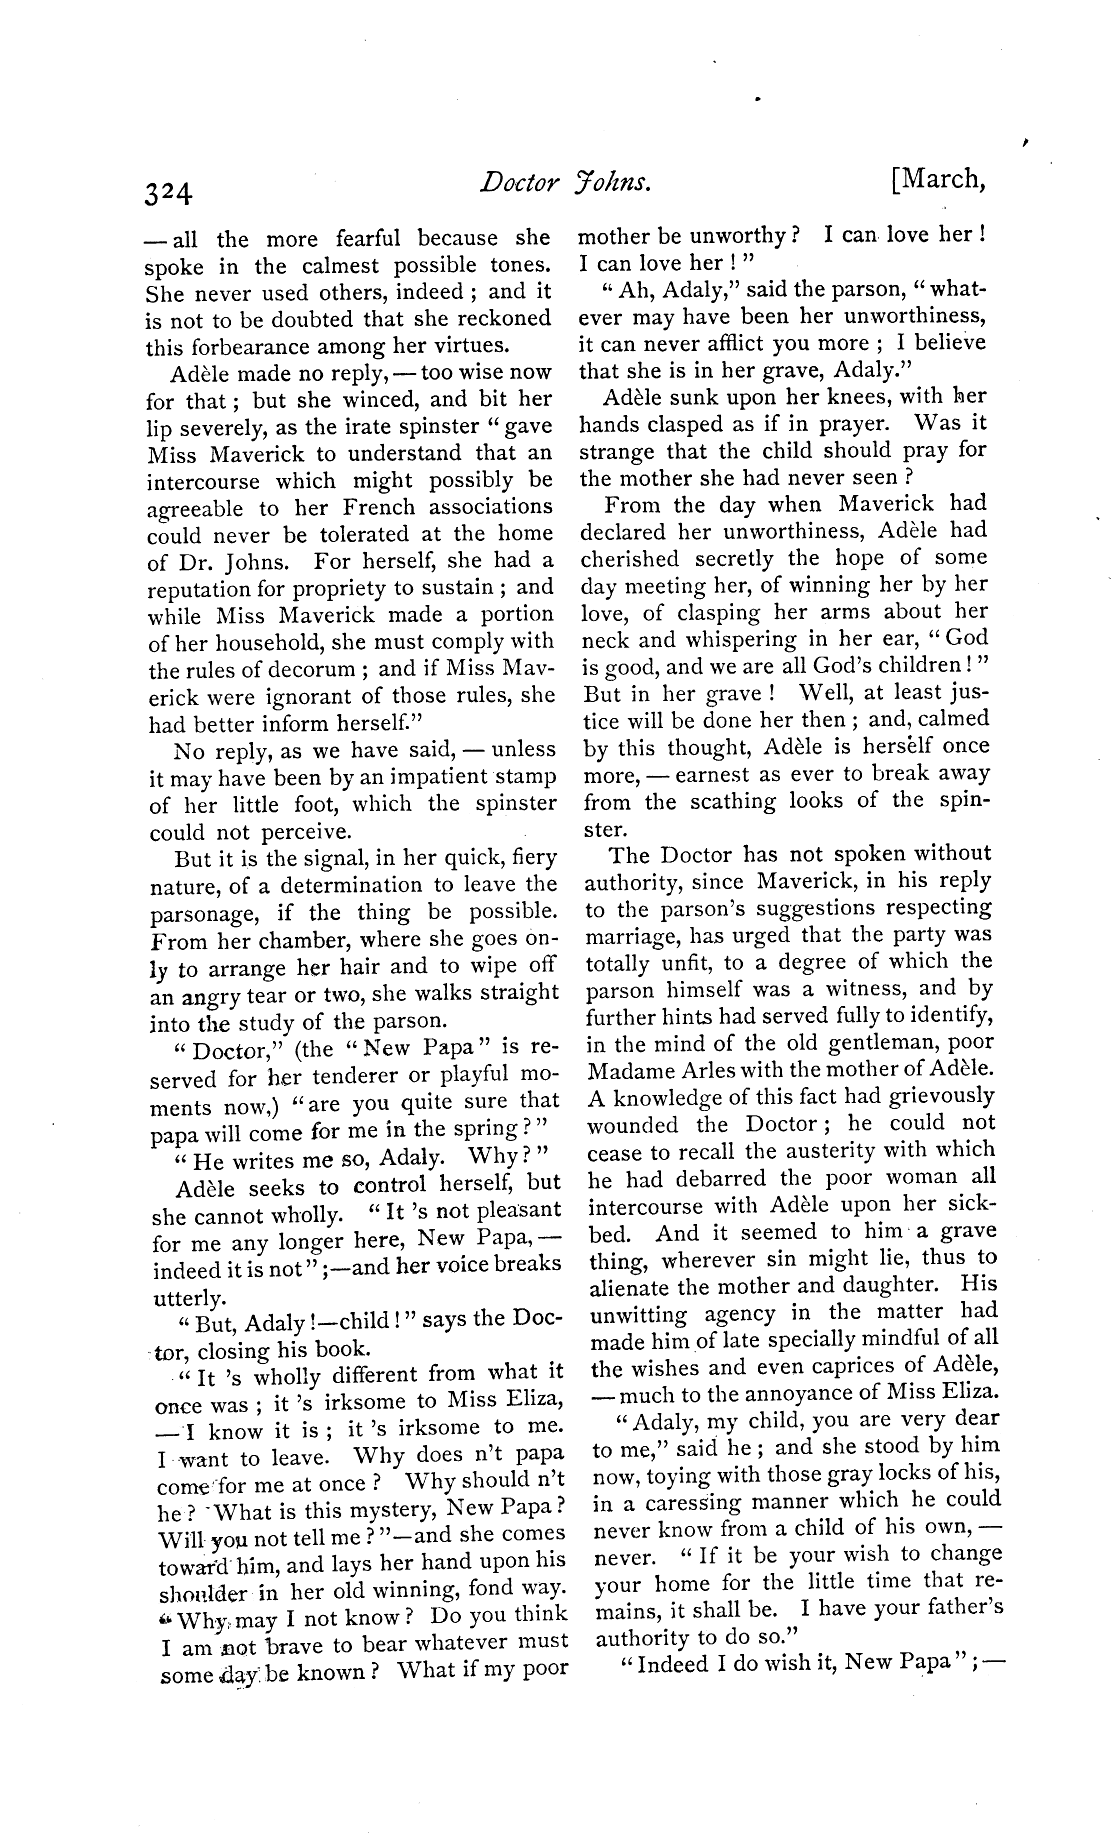 324 Doctor Johns. [March,
— all the more fearful because she
spoke in the calmest possible tones.
She never used others, indeed ; and it
is not to be doubted that she reckoned
this forbearance among her virtues.
Adèle made no reply, — too wise now
for that ; but she winced, and bit her
lip severely, as the irate spinster “ gave
Miss Maverick to understand that an
intercourse which might possibly be
agreeable to her French associations
could never be tolerated at the home
of Dr. Johns. For herself, she had a
reputation for propriety to sustain ; and
while Miss Maverick made a portion
of her household, she must comply with
the rules of decorum ; and if Miss Mav-
erick were ignorant of those rules, she
had better inform herself.”
No reply, as we have said, — unless
it may have been by an impatient stamp
of her little foot, which the spinster
could not perceive.
But it is the signal, in her quick, fiery
nature, of a determination to leave the
parsonage, if the thing be possible.
From her chamber, where she goes on-
ly to arrange her hair and to wipe off
an angry tear or two, she walks straight
into the study of the parson.
“ Doctor,” (the “ New Papa ” is re-
served for her tenderer or playful mo-
ments now,) “ are you quite sure that
papa will come for me in the spring ? ”
“ He writes me so, Adaly. Why ? ”
Adèle seeks to control herself, but
she cannot wholly. “ It 's not pleasant
for me any longer here, New Papa, —
indeed it is not ” ;—and her voice breaks
utterly.
“ But, Adaly !—child ! ” says the Doc-
tor, closing his book.
“ It 's wholly different from what it
once was ; it 's irksome to Miss Eliza,
— I know it is ; it 's irksome to me.
I want to leave. Why does n't papa
come for me at once ? Why should n't
he ? What is this mystery, New Papa ?
Will you not tell me ? ”—and she comes
toward him, and lays her hand upon his
shoulder in her old winning, fond way.
“ Why may I not know ? Do you think
I am not brave to bear whatever must
some day be known ? What if my poor
mother be unworthy ? I can love her !
I can love her ! ”
“ Ah, Adaly,” said the parson, “ what-
ever may have been her unworthiness,
it can never afflict you more ; I believe
that she is in her grave, Adaly.”
Adèle sunk upon her knees, with her
hands clasped as if in prayer. Was it
strange that the child should pray for
the mother she had never seen ?
From the day when Maverick had
declared her unworthiness, Adèle had
cherished secretly the hope of some
day meeting her, of winning her by her
love, of clasping her arms about her
neck and whispering in her ear, “ God
is good, and we are all God's children ! ”
But in her grave ! Well, at least jus-
tice will be done her then ; and, calmed
by this thought, Adèle is herself once
more, — earnest as ever to break away
from the scathing looks of the spin-
ster.
The Doctor has not spoken without
authority, since Maverick, in his reply
to the parson's suggestions respecting
marriage, has urged that the party was
totally unfit, to a degree of which the
parson himself was a witness, and by
further hints had served fully to identify,
in the mind of the old gentleman, poor
Madame Arles with the mother of Adèle.
A knowledge of this fact had grievously
wounded the Doctor ; he could not
cease to recall the austerity with which
he had debarred the poor woman all
intercourse with Adèle upon her sick-
bed. And it seemed to him a grave
thing, wherever sin might lie, thus to
alienate the mother and daughter. His
unwitting agency in the matter had
made him of late specially mindful of all
the wishes and even caprices of Adèle,
— much to the annoyance of Miss Eliza.
“ Adaly, my child, you are very dear
to me,” said he ; and she stood by him
now, toying with those gray locks of his,
in a caressing manner which he could
never know from a child of his own, —
never. “ If it be your wish to change
your home for the little time that re-
mains, it shall be. I have your father's
authority to do so.”
“ Indeed I do wish it, New Papa ” ; —